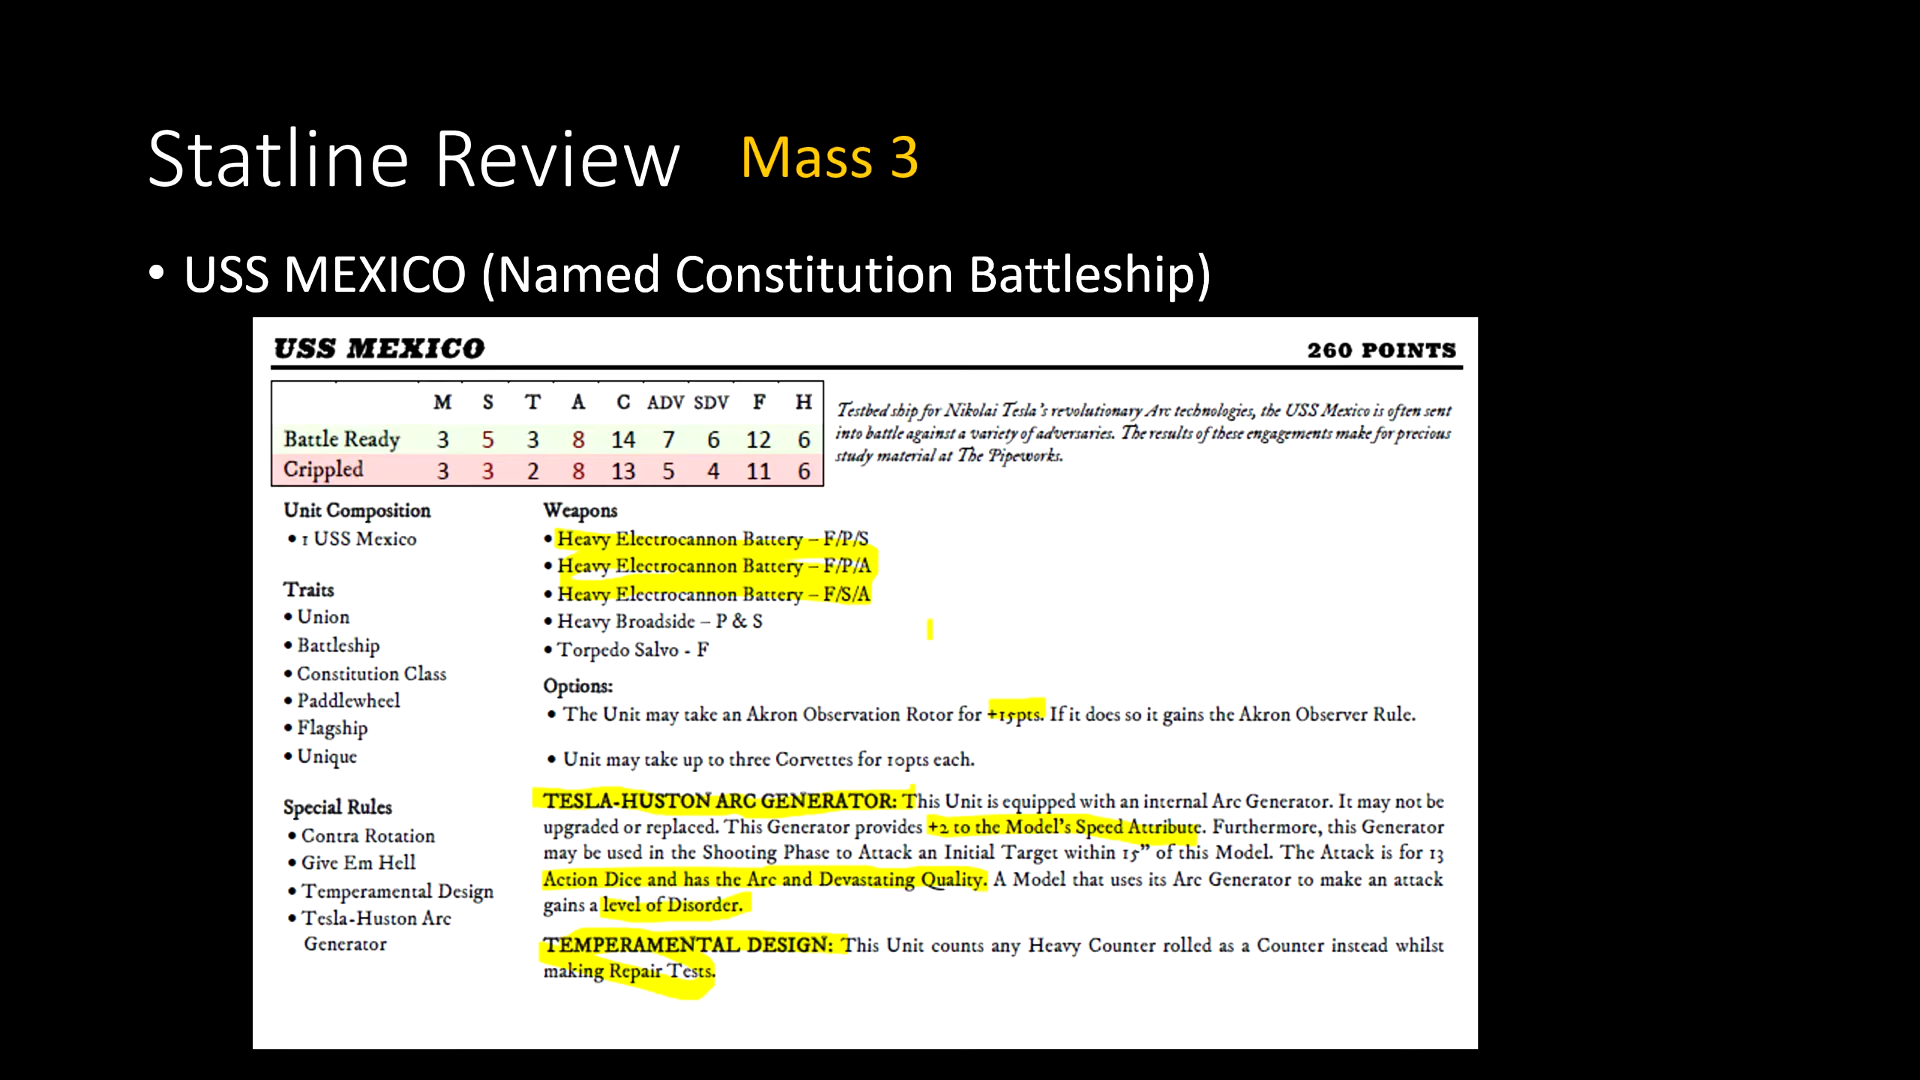 Statline Review Mass 3
• USS MEXICO (Named Constitution Battleship)
USS MEXICO 260 POINTS
M S T A C ADV SDV F H
Battle Ready 3 5 3 8 14 7 6 12 6
Crippled 3 3 2 8 13 5 4 11 6
Testbed ship for Nikolai Tesla's revolutionary Arc technologies, the USS Mexico is often sent
into battle against a variety of adversaries. The results of these engagements make for precious
study material at The Pipeworks.
Unit Composition
• 1 USS Mexico
Traits
• Union
• Battleship
• Constitution Class
• Paddlewheel
• Flagship
• Unique
Special Rules
• Contra Rotation
• Give Em Hell
• Temperamental Design
• Tesla-Huston Arc
Generator
Weapons
• Heavy Electrocannon Battery – F/P/S
• Heavy Electrocannon Battery – F/P/A
• Heavy Electrocannon Battery – F/S/A
• Heavy Broadside – P & S
• Torpedo Salvo - F
Options:
• The Unit may take an Akron Observation Rotor for +15pts. If it does so it gains the Akron Observer Rule.
• Unit may take up to three Corvettes for 10pts each.
TESLA-HUSTON ARC GENERATOR: This Unit is equipped with an internal Arc Generator. It may not be
upgraded or replaced. This Generator provides +2 to the Model's Speed Attribute. Furthermore, this Generator
may be used in the Shooting Phase to Attack an Initial Target within 15" of this Model. The Attack is for 13
Action Dice and has the Arc and Devastating Quality. A Model that uses its Arc Generator to make an attack
gains a level of Disorder.
TEMPERAMENTAL DESIGN: This Unit counts any Heavy Counter rolled as a Counter instead whilst
making Repair Tests.